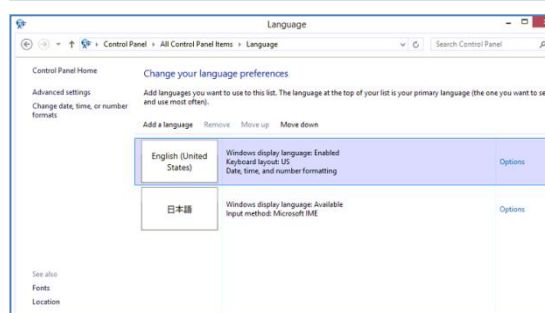 Language
Control Panel
All Control Panel Items
Language
Search Control Panel
Control Panel Home
Advanced settings
Change date, time, or number
formats
See also
Fonts
Location
Change your language preferences
Add languages you want to use to this list. The language at the top of your list is your primary language (the one you want to se
and use most often).
Add a language Remove Move up Move down
English (United
States)
Windows display language: Enabled
Keyboard layout: US
Date, time, and number formatting
Options
日本語
Windows display language: Available
Input method: Microsoft IME
Options